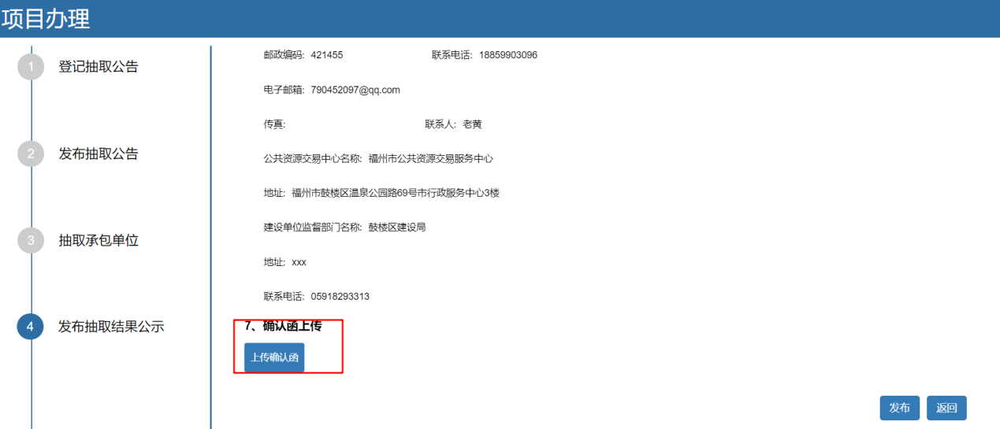 项目办理
1 登记抽取公告
2 发布抽取公告
3 抽取承包单位
4 发布抽取结果公示
邮政编码: 421455 联系电话: 18859903096
电子邮箱: 790452097@qq.com
传真: 联系人: 老黄
公共资源交易中心名称: 福州市公共资源交易服务中心
地址: 福州市鼓楼区温泉公园路69号市行政服务中心3楼
建设单位监督部门名称: 鼓楼区建设局
地址: xxx
联系电话: 05918293313
7、确认函上传
上传确认函
发布 返回